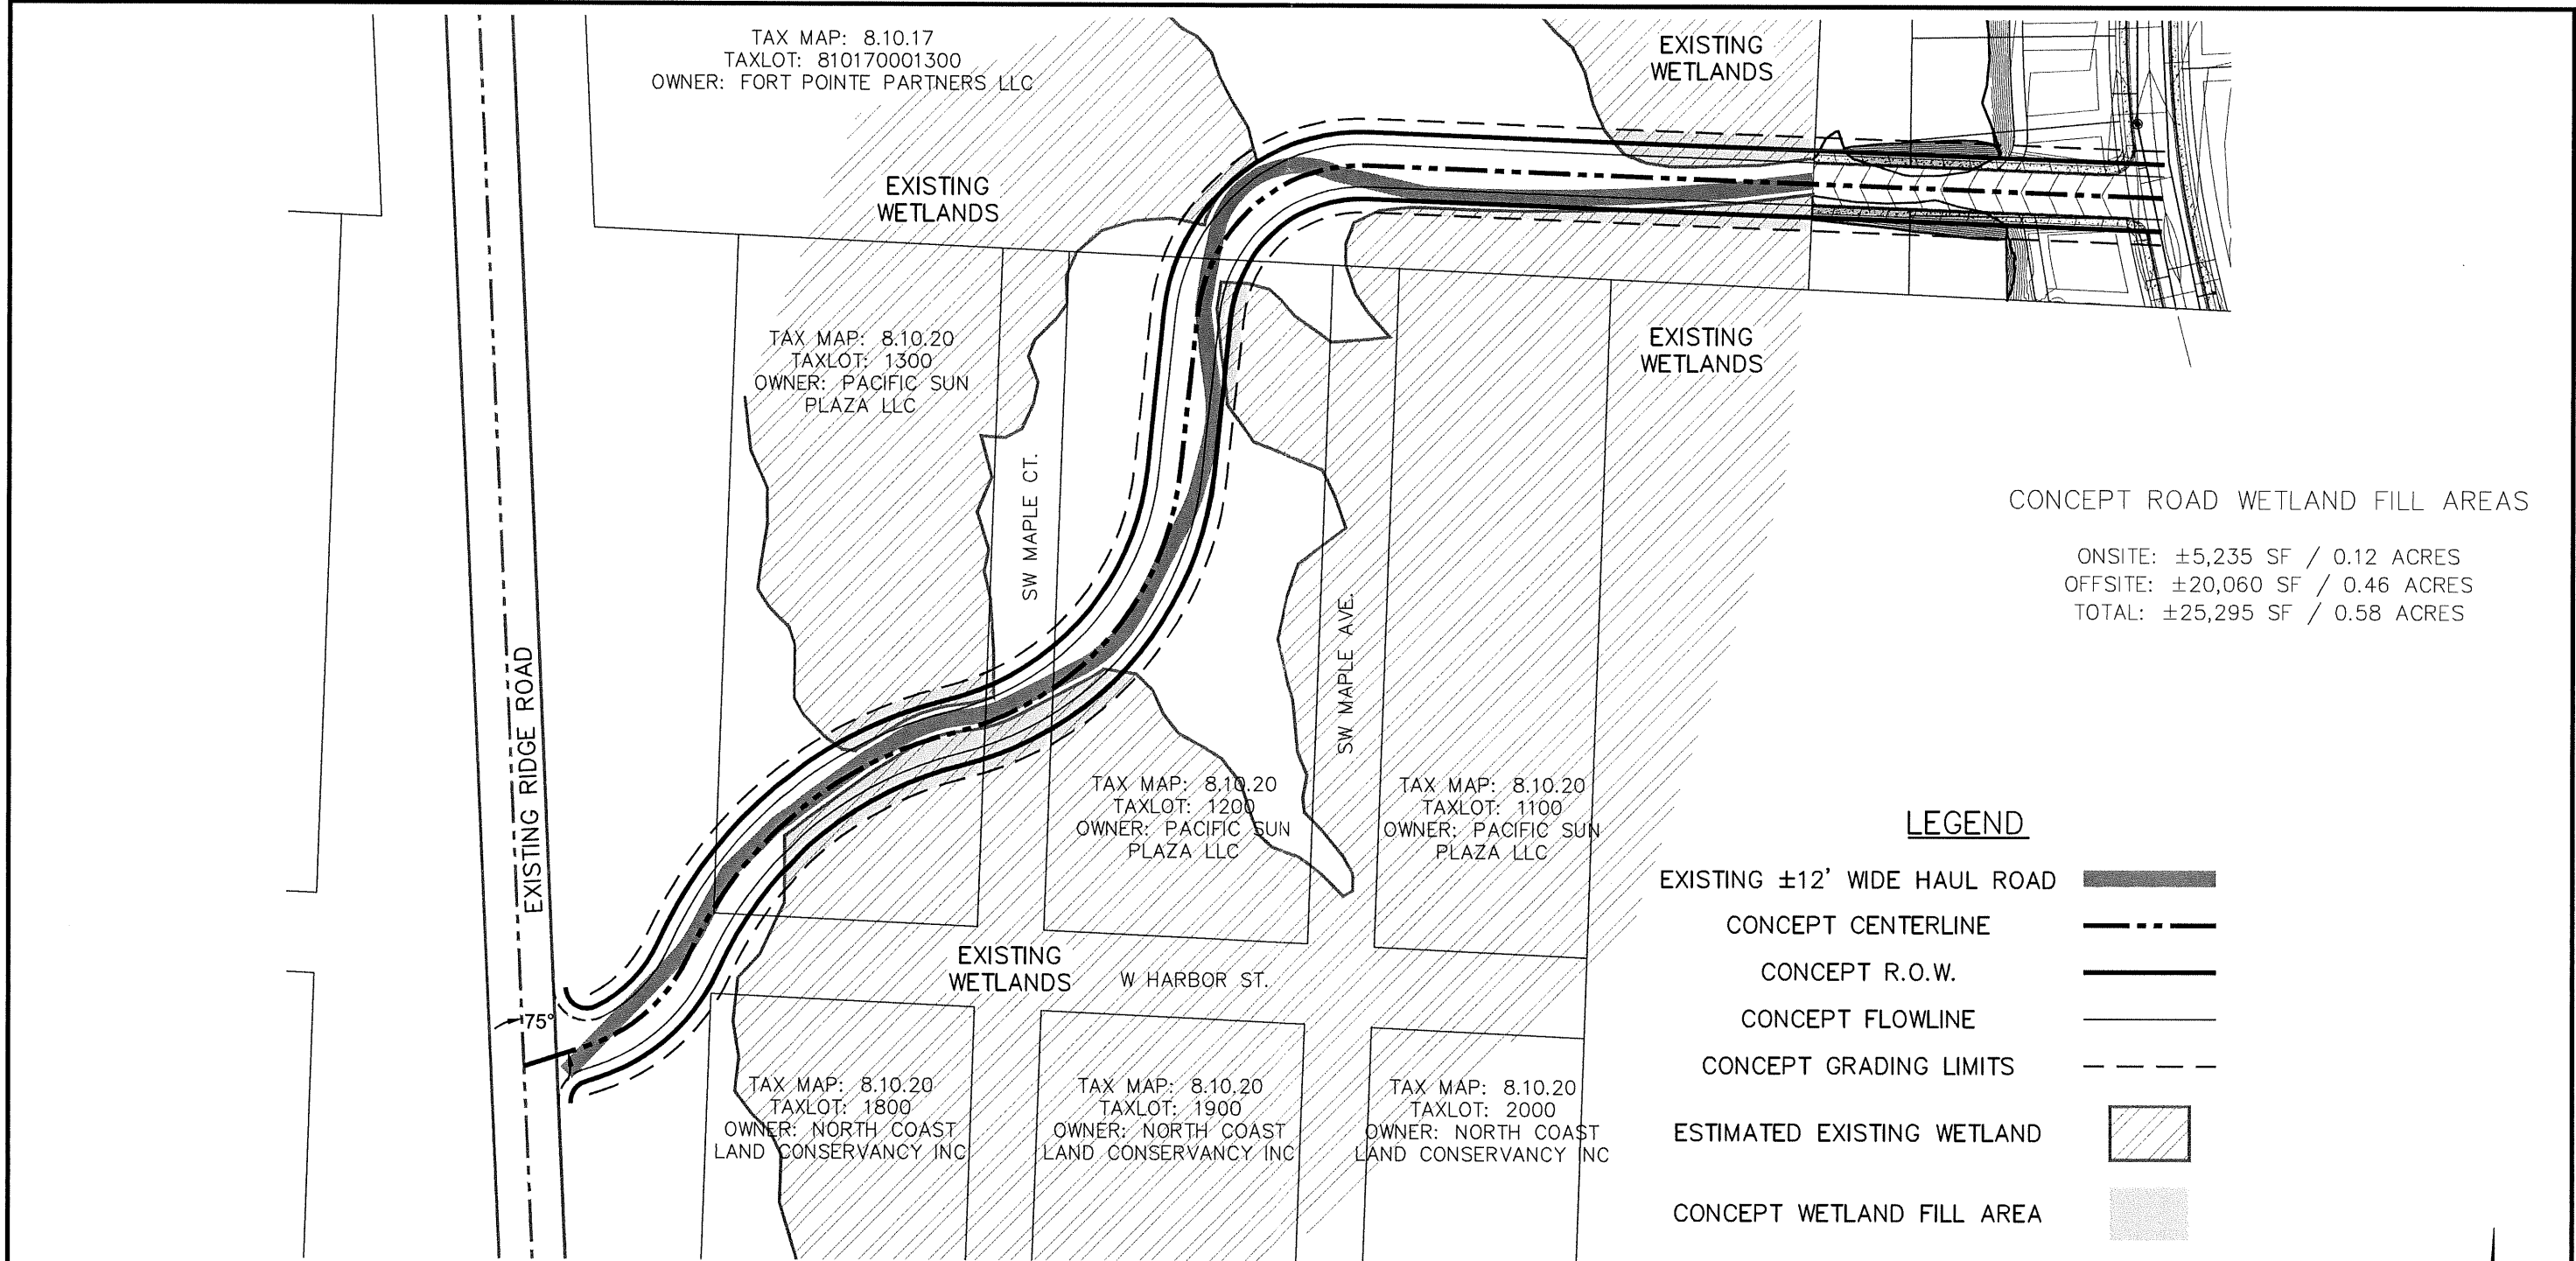 TAX MAP: 8.10.17
TAXLOT: 810170001300
OWNER: FORT POINTE PARTNERS LLC
EXISTING
WETLANDS
EXISTING
WETLANDS
TAX MAP: 8.10.20
TAXLOT: 1300
OWNER: PACIFIC SUN
PLAZA LLC
EXISTING
WETLANDS
SW MAPLE CT.
CONCEPT ROAD WETLAND FILL AREAS
ONSITE: ±5,235 SF / 0.12 ACRES
OFFSITE: ±20,060 SF / 0.46 ACRES
TOTAL: ±25,295 SF / 0.58 ACRES
EXISTING RIDGE ROAD
SW MAPLE AVE.
TAX MAP: 8.10.20
TAXLOT: 1200
OWNER: PACIFIC SUN
PLAZA LLC
TAX MAP: 8.10.20
TAXLOT: 1100
OWNER: PACIFIC SUN
PLAZA LLC
EXISTING
WETLANDS
W HARBOR ST.
75°
TAX MAP: 8.10.20
TAXLOT: 1800
OWNER: NORTH COAST
LAND CONSERVANCY INC
TAX MAP: 8.10.20
TAXLOT: 1900
OWNER: NORTH COAST
LAND CONSERVANCY INC
TAX MAP: 8.10.20
TAXLOT: 2000
OWNER: NORTH COAST
LAND CONSERVANCY INC
LEGEND
EXISTING ±12' WIDE HAUL ROAD
CONCEPT CENTERLINE
CONCEPT R.O.W.
CONCEPT FLOWLINE
CONCEPT GRADING LIMITS
ESTIMATED EXISTING WETLAND
CONCEPT WETLAND FILL AREA